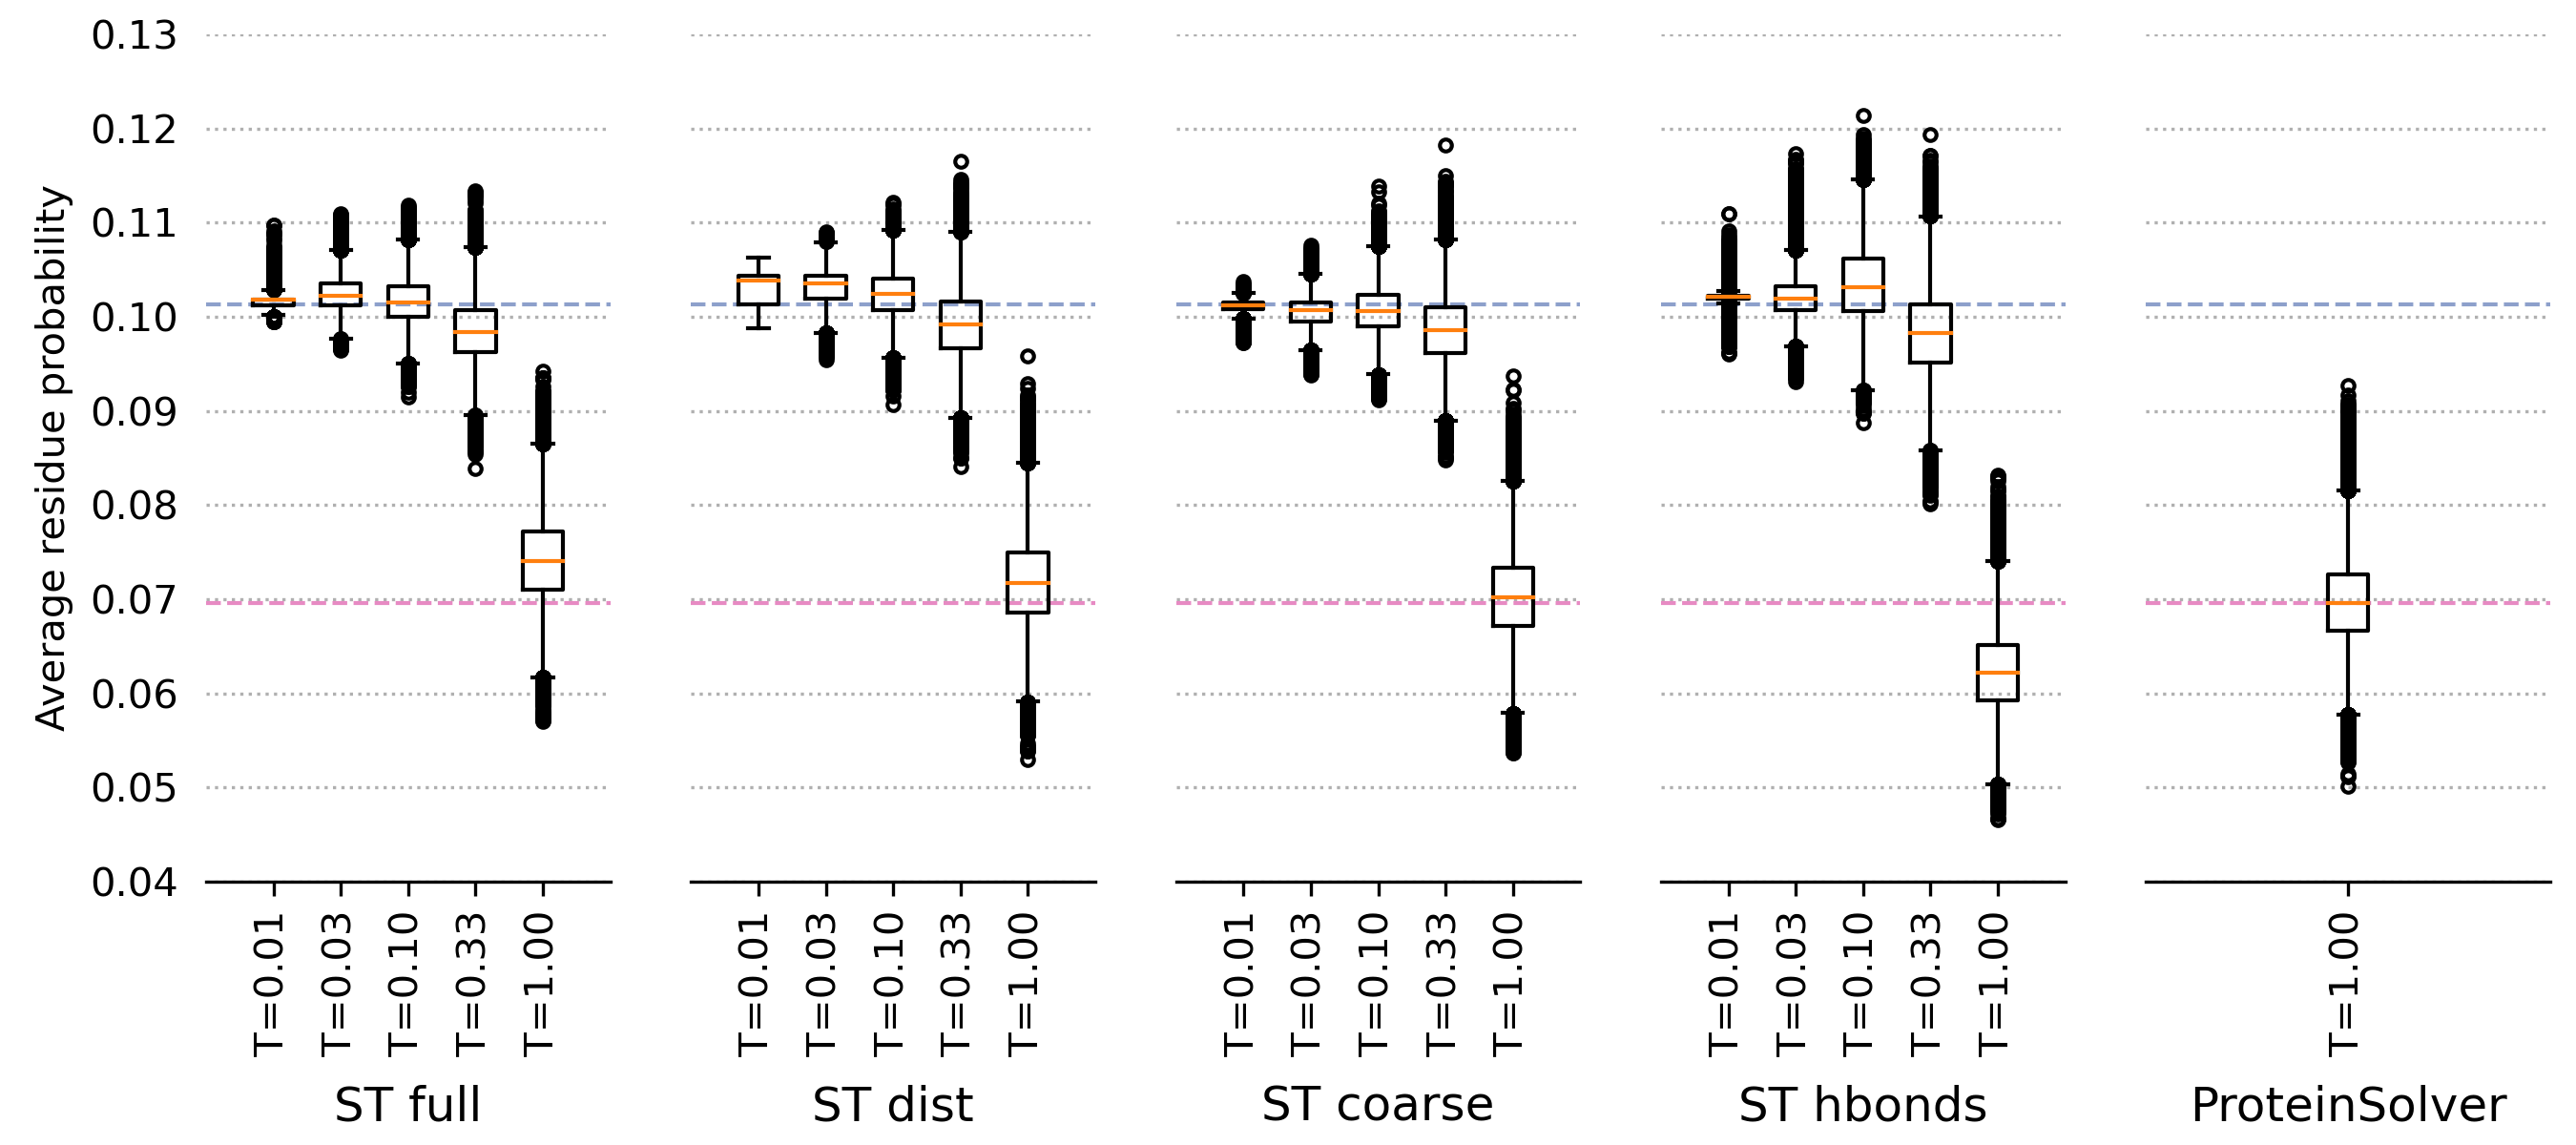 Average residue probability
0.13
0.12
0.11
0.10
0.09
0.08
0.07
0.06
0.05
0.04
T=0.01
T=0.03
T=0.10
T=0.33
T=1.00
ST full
T=0.01
T=0.03
T=0.10
T=0.33
T=1.00
ST dist
T=0.01
T=0.03
T=0.10
T=0.33
T=1.00
ST coarse
T=0.01
T=0.03
T=0.10
T=0.33
T=1.00
ST hbonds
T=1.00
ProteinSolver